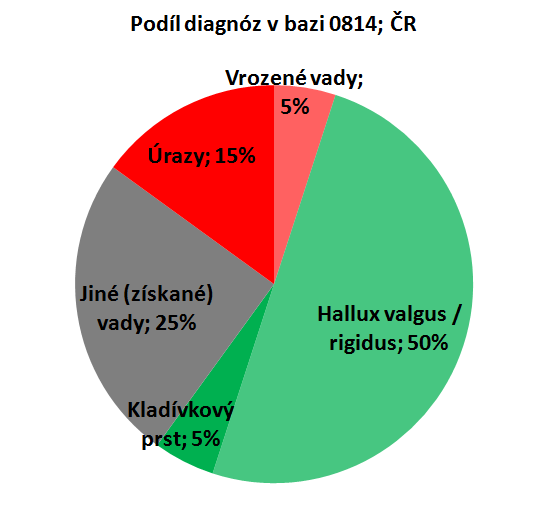 Podíl diagnóz v bazi 0814; ČR
Vrozené vady;
5%
Úrazy; 15%
Jiné (získané)
vady; 25%
Hallux valgus /
rigidus; 50%
Kladívkový
prst; 5%